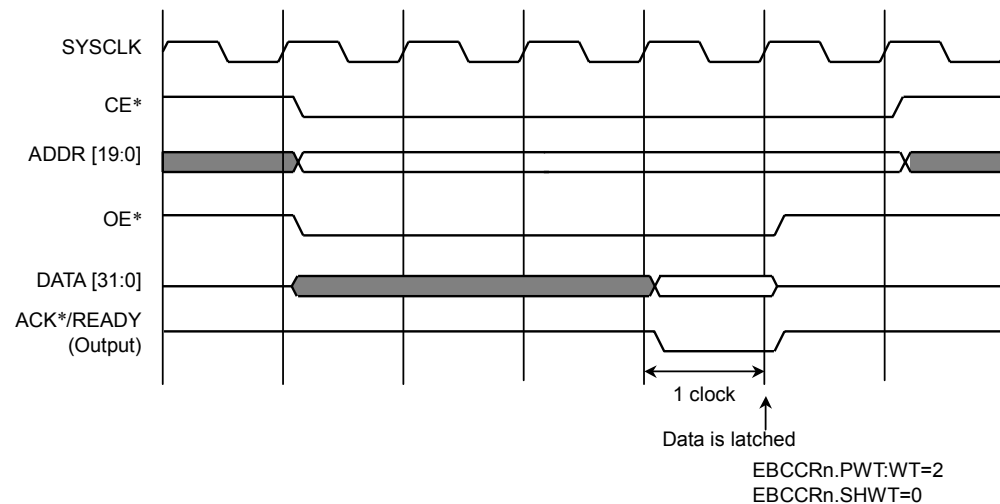 SYSCLK
CE*
ADDR [19:0]
OE*
DATA [31:0]
ACK*/READY
(Output)
1 clock
Data is latched
EBCCRn.PWT:WT=2
EBCCRn.SHWT=0